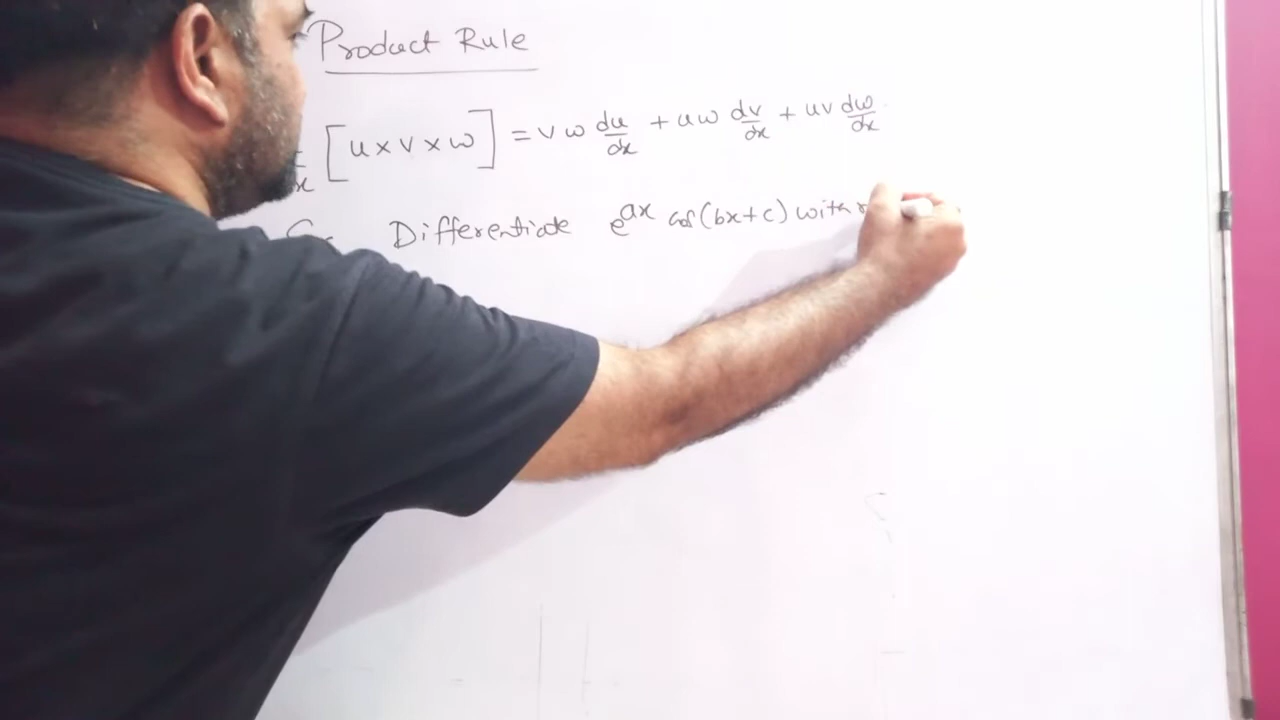 Product Rule
[u×v×w] = vw du/dx + uw dv/dx + uv dw/dx
Differentiate e^ax cos(bx+c) with